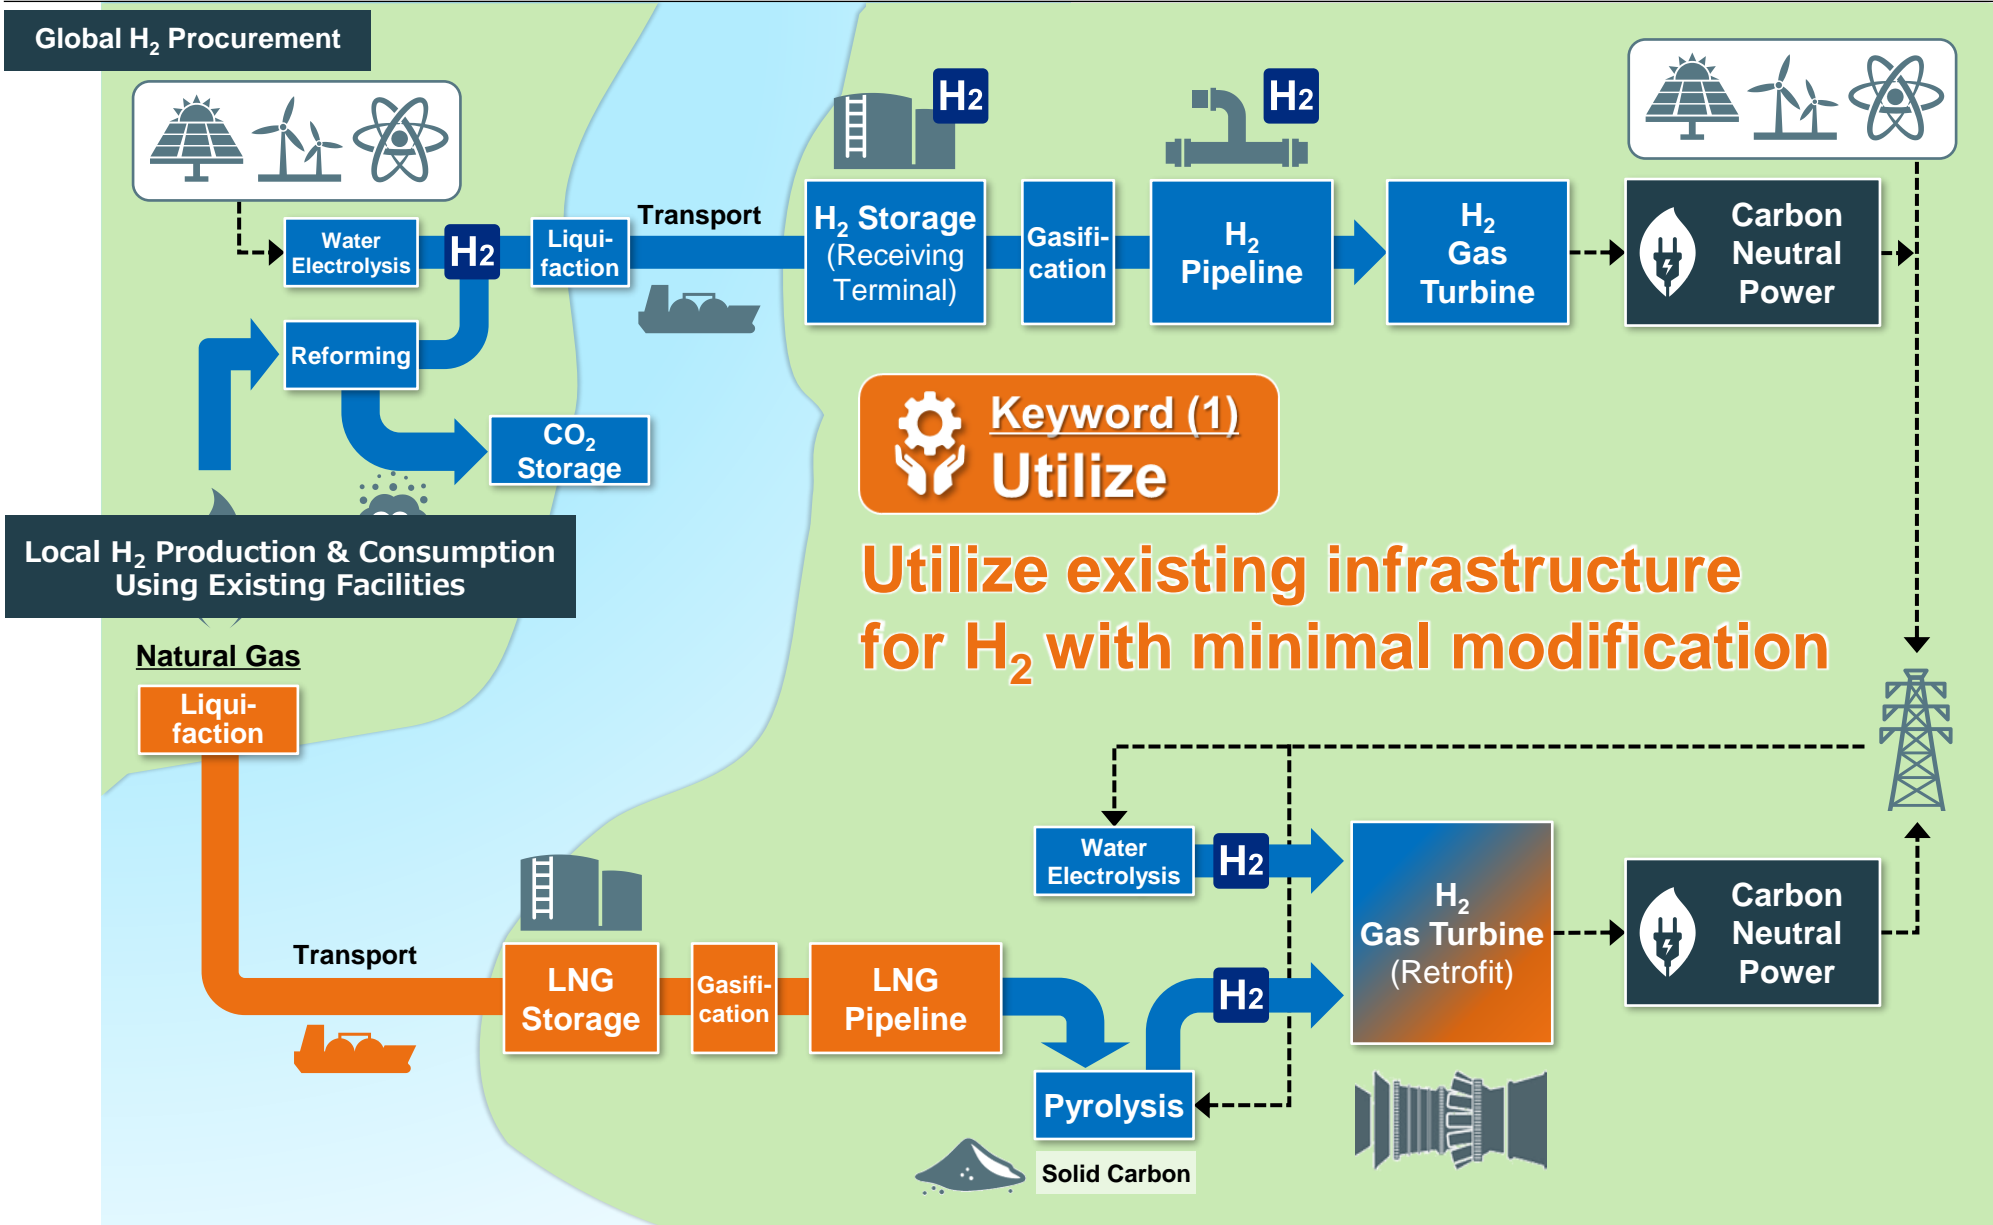 Global H₂ Procurement
H2
H2
Transport
Water
Electrolysis
H2
Liqui-
faction
H₂ Storage
(Receiving
Terminal)
Gasifi-
cation
H₂
Pipeline
H₂
Gas
Turbine
Carbon
Neutral
Power
Reforming
CO₂
Storage
Keyword (1)
Utilize
Local H₂ Production & Consumption
Using Existing Facilities
Utilize existing infrastructure
for H₂ with minimal modification
Natural Gas
Liqui-
faction
Water
Electrolysis
H2
H₂
Gas Turbine
(Retrofit)
Carbon
Neutral
Power
Transport
LNG
Storage
Gasifi-
cation
LNG
Pipeline
H2
Pyrolysis
Solid Carbon